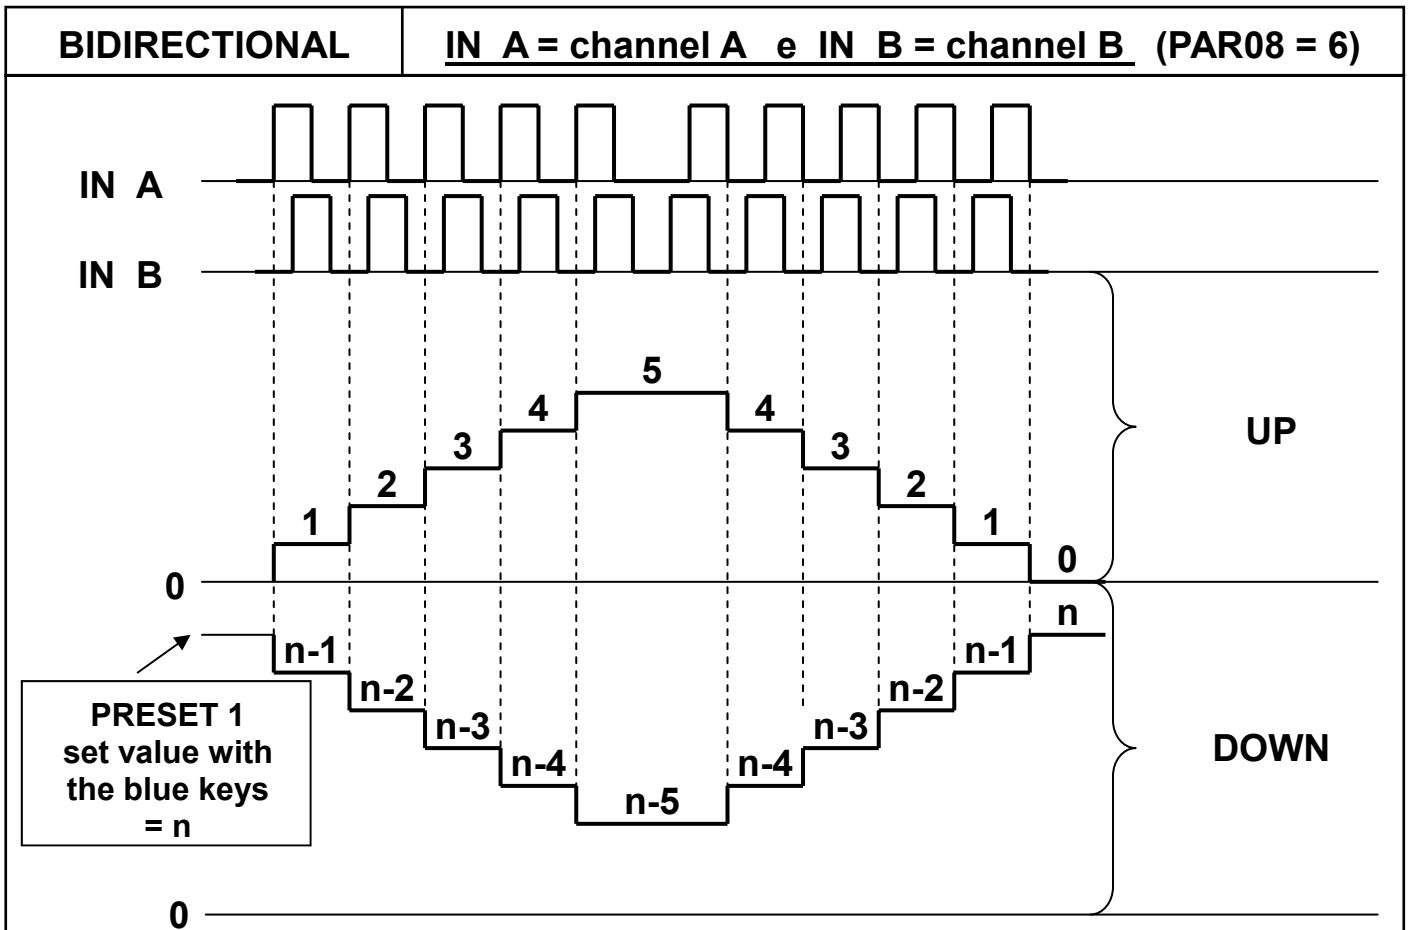 BIDIRECTIONAL
IN A = channel A e IN B = channel B (PAR08 = 6)
IN A
IN B
5
4 4
3 3
2 2
1 1
0
0
UP
n
n-1 n-1
n-2 n-2
n-3 n-3
n-4 n-4
n-5
DOWN
PRESET 1
set value with
the blue keys
= n
0